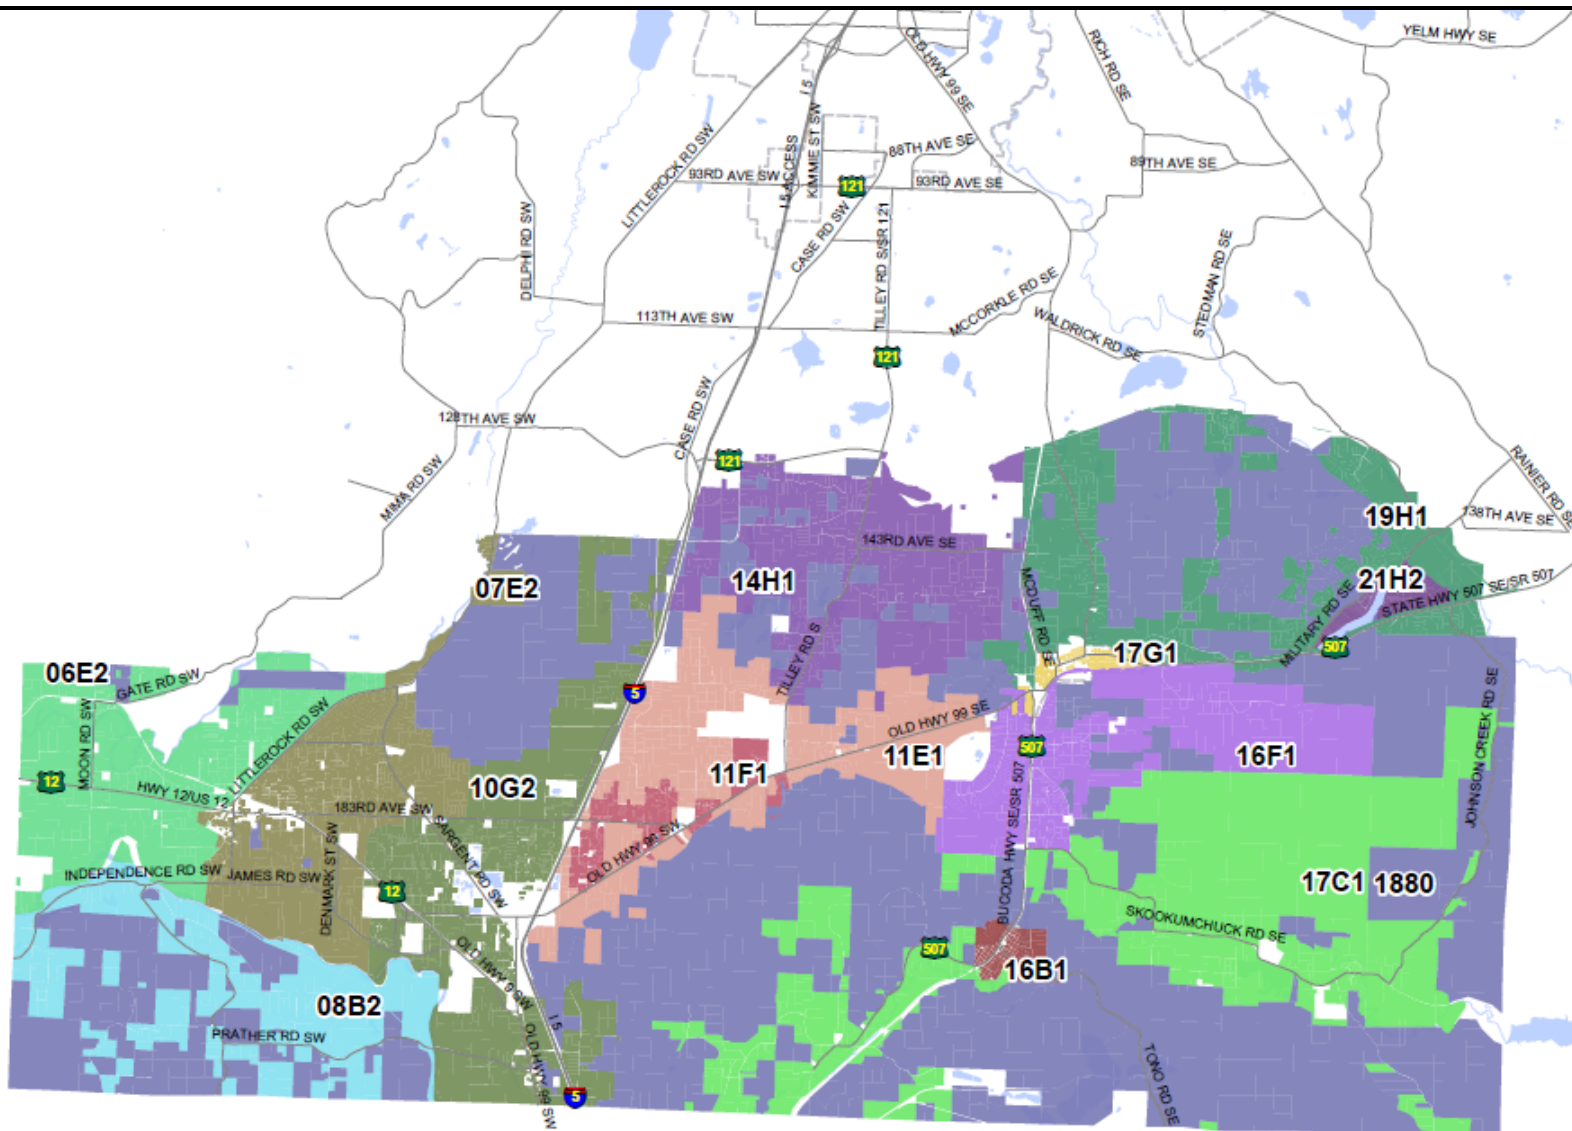 YELM HWY SE
OLD HWY 99 SE
RICH RD SE
I 5
LITTLEROCK RD SW
I 5 ACCESS
KIMMIE ST SW
88TH AVE SE
89TH AVE SE
93RD AVE SW
121
93RD AVE SE
DELPHI RD SW
CASE RD SW
TILLEY RD S/SR 121
STEDMAN RD SE
MCCORKLE RD SE
113TH AVE SW
WALDRICK RD SE
121
CASE RD SW
128TH AVE SW
121
MIMA RD SW
RAINIER RD SE
19H1
138TH AVE SE
143RD AVE SE
07E2
14H1
MCDUFF RD SE
21H2
STATE HWY 507 SE/SR 507
MILITARY RD SE
507
TILLEY RD S
17G1
06E2
GATE RD SW
5
LITTLEROCK RD SW
MOON RD SW
OLD HWY 99 SE
JOHNSON CREEK RD SE
507
11E1
16F1
12
HWY 12/US 12
10G2
11F1
183RD AVE SW
SARGENT RD SW
DENMARK ST SW
OLD HWY 99 SW
BUCODA HWY SE/SR 507
INDEPENDENCE RD SW
JAMES RD SW
12
17C1 1880
SKOOKUMCHUCK RD SE
OLD HWY 9 SW
507
16B1
08B2
I 5
PRATHER RD SW
OLD HWY 99 SW
TONO RD SE
5